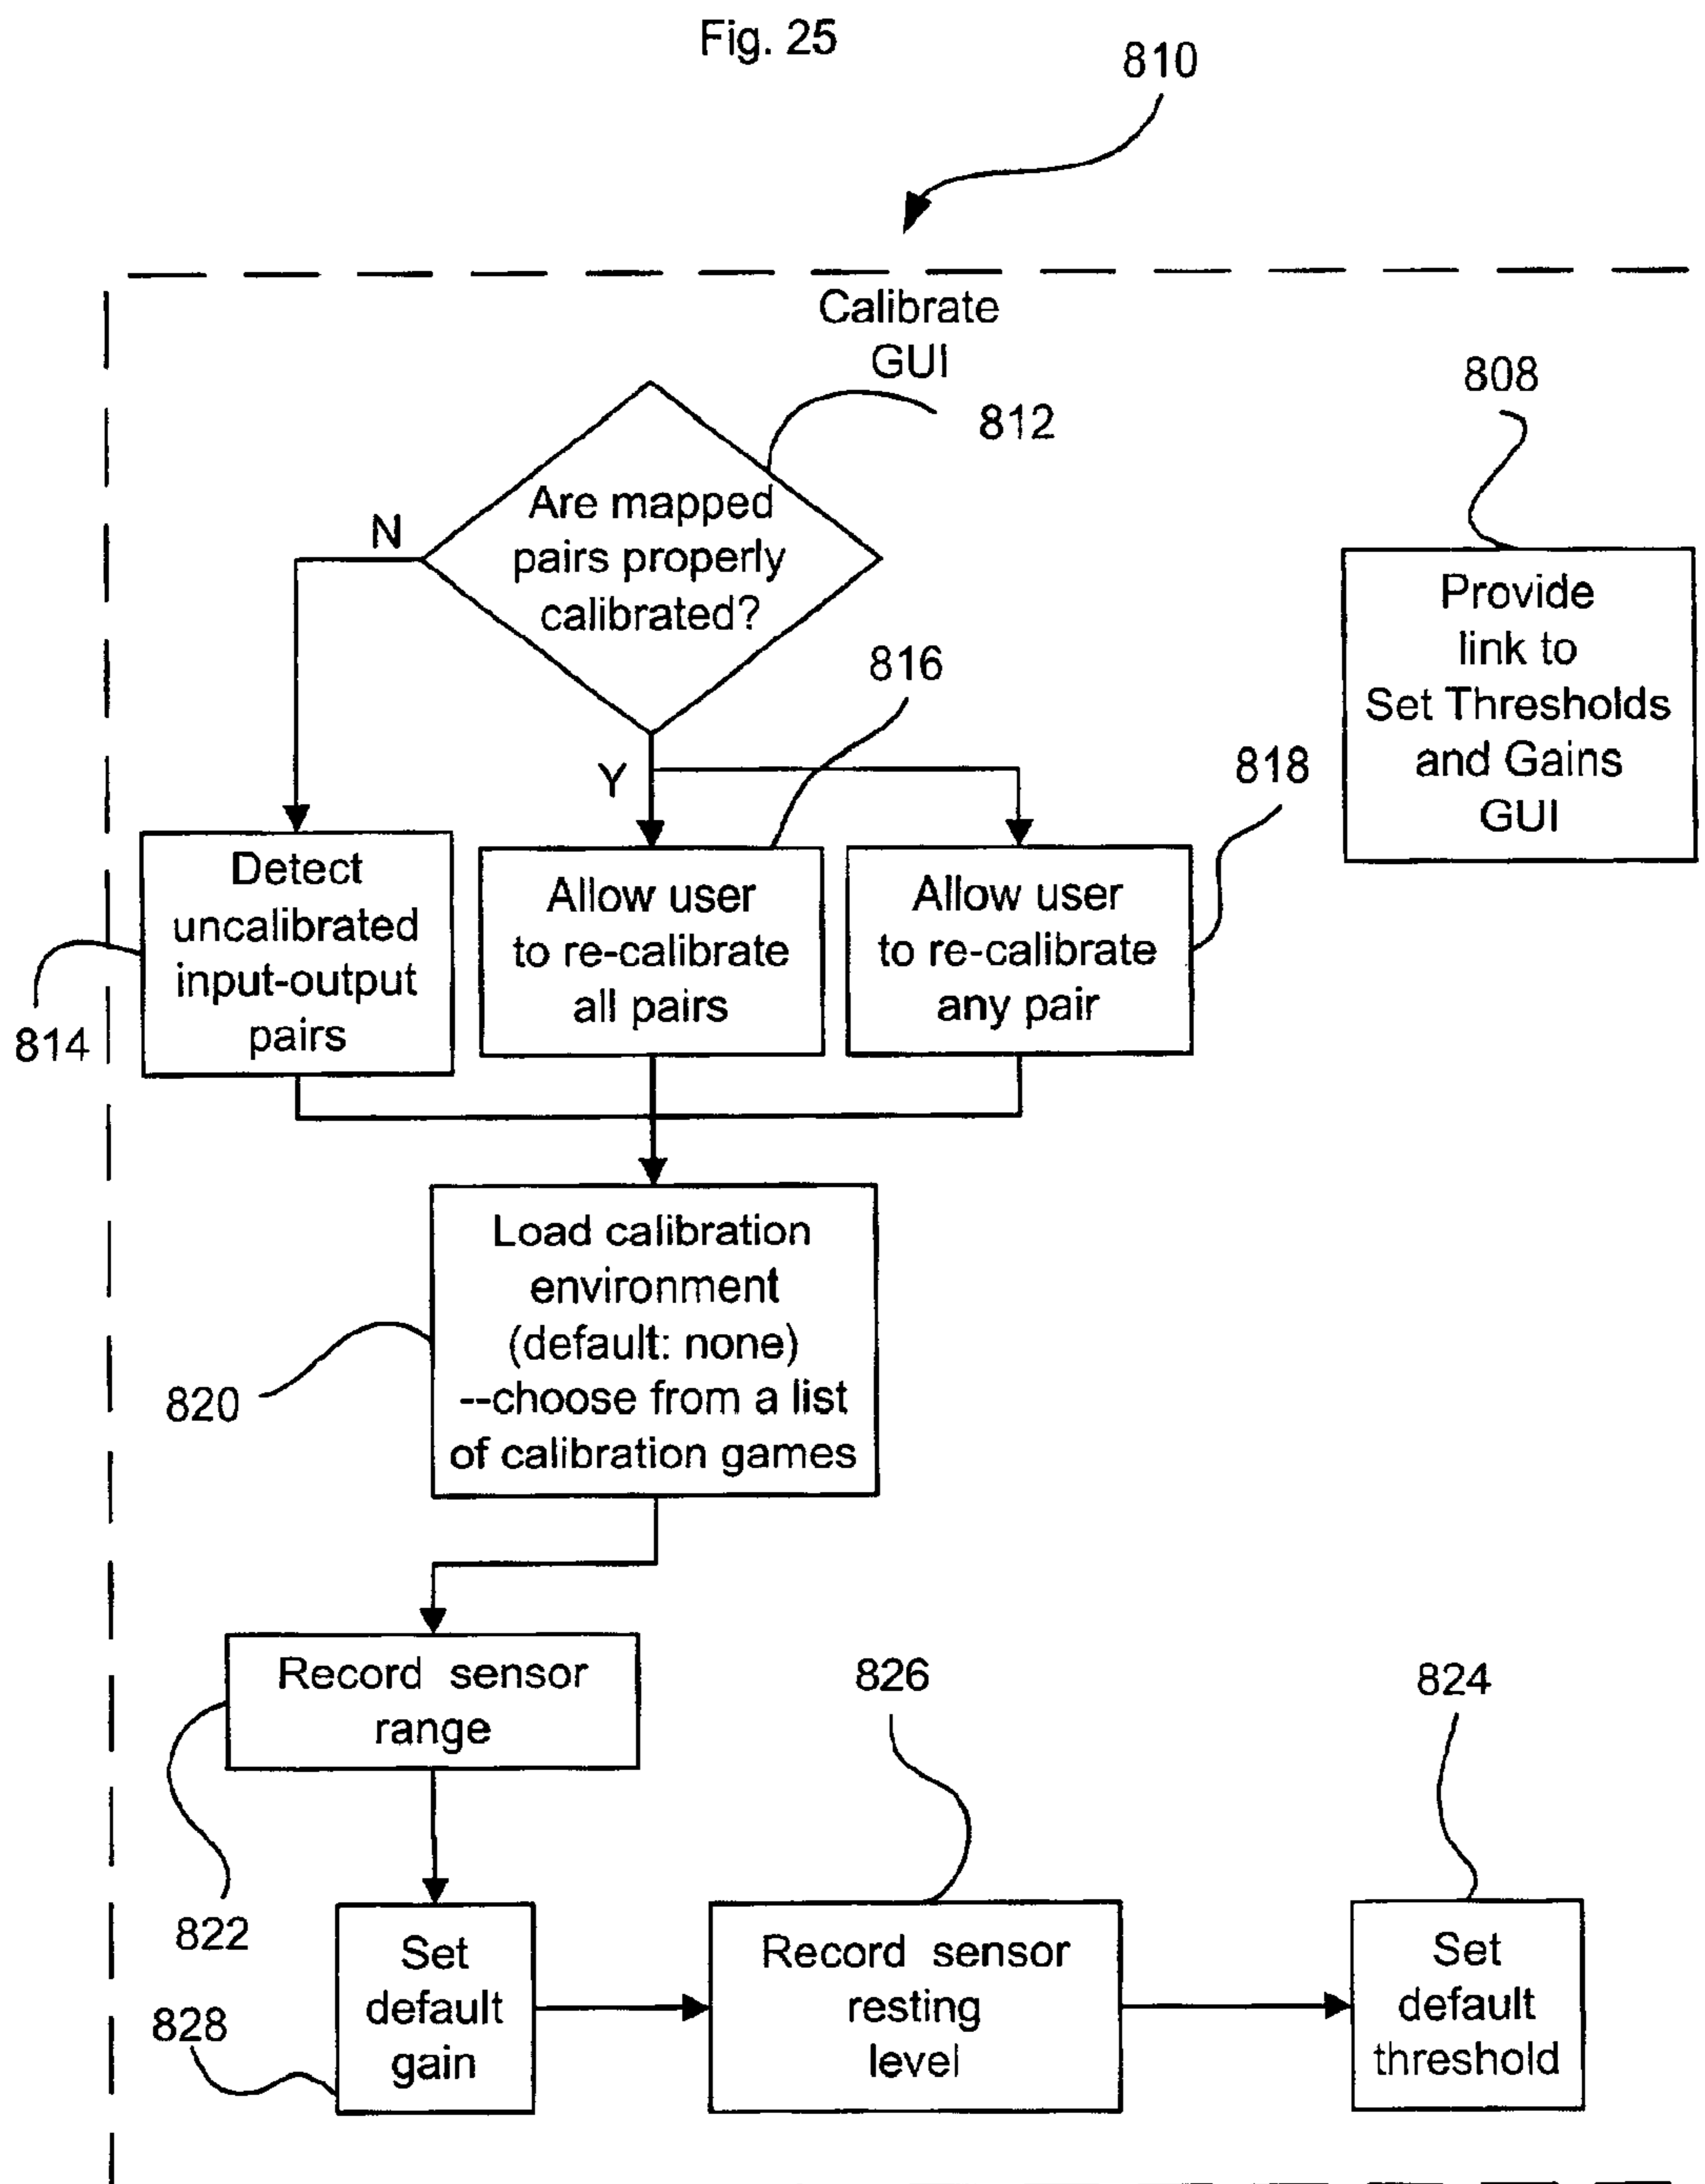 Fig. 25
810
Calibrate
GUI
812
808
Are mapped
pairs properly
calibrated?
N
Y
Provide
link to
Set Thresholds
and Gains
GUI
816
818
Detect
uncalibrated
input-output
pairs
814
Allow user
to re-calibrate
all pairs
Allow user
to re-calibrate
any pair
Load calibration
environment
(default: none)
--choose from a list
of calibration games
820
Record sensor
range
822
826
824
Set
default
gain
828
Record sensor
resting
level
Set
default
threshold